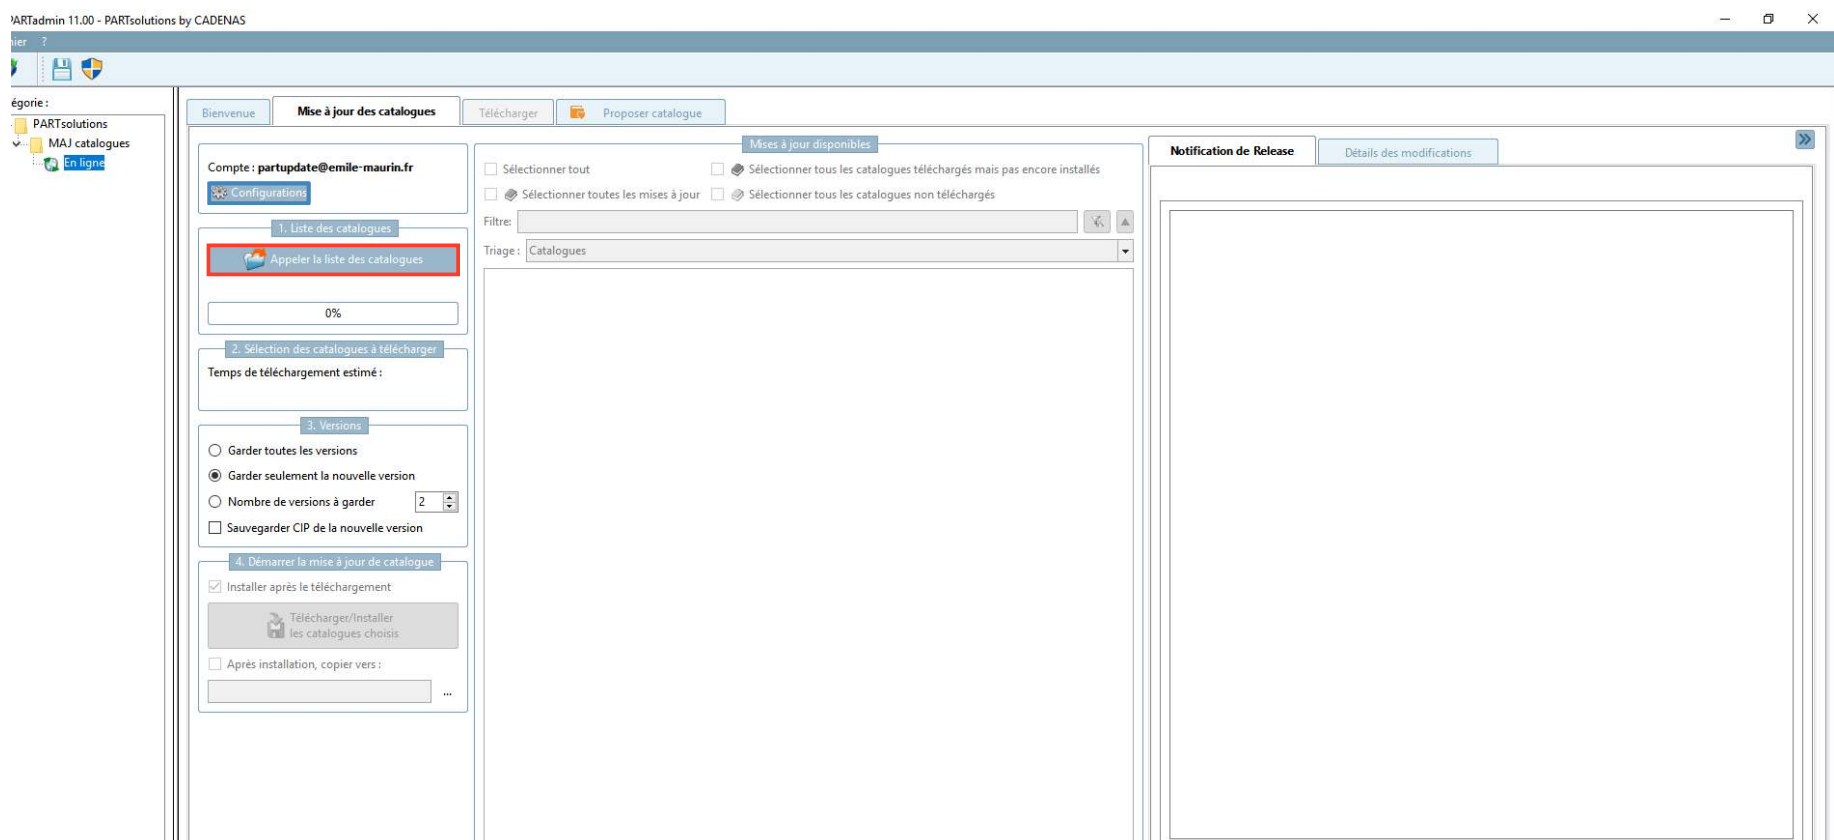 PARTadmin 11.00 - PARTsolutions by CADENAS
ier ?
égorie :
PARTsolutions
MAJ catalogues
En ligne
Bienvenue
Mise à jour des catalogues
Télécharger
Proposer catalogue
Compte : partupdate@emile-maurin.fr
Configurations
1. Liste des catalogues
Appeler la liste des catalogues
0%
2. Sélection des catalogues à télécharger
Temps de téléchargement estimé :
3. Versions
Garder toutes les versions
Garder seulement la nouvelle version
Nombre de versions à garder 2
Sauvegarder CIP de la nouvelle version
4. Démarrer la mise à jour de catalogue
Installer après le téléchargement
Télécharger/Installer
les catalogues choisis
Après installation, copier vers :
...
Mises à jour disponibles
Sélectionner tout
Sélectionner tous les catalogues téléchargés mais pas encore installés
Sélectionner toutes les mises à jour
Sélectionner tous les catalogues non téléchargés
Filtre:
Triage : Catalogues
Notification de Release
Détails des modifications